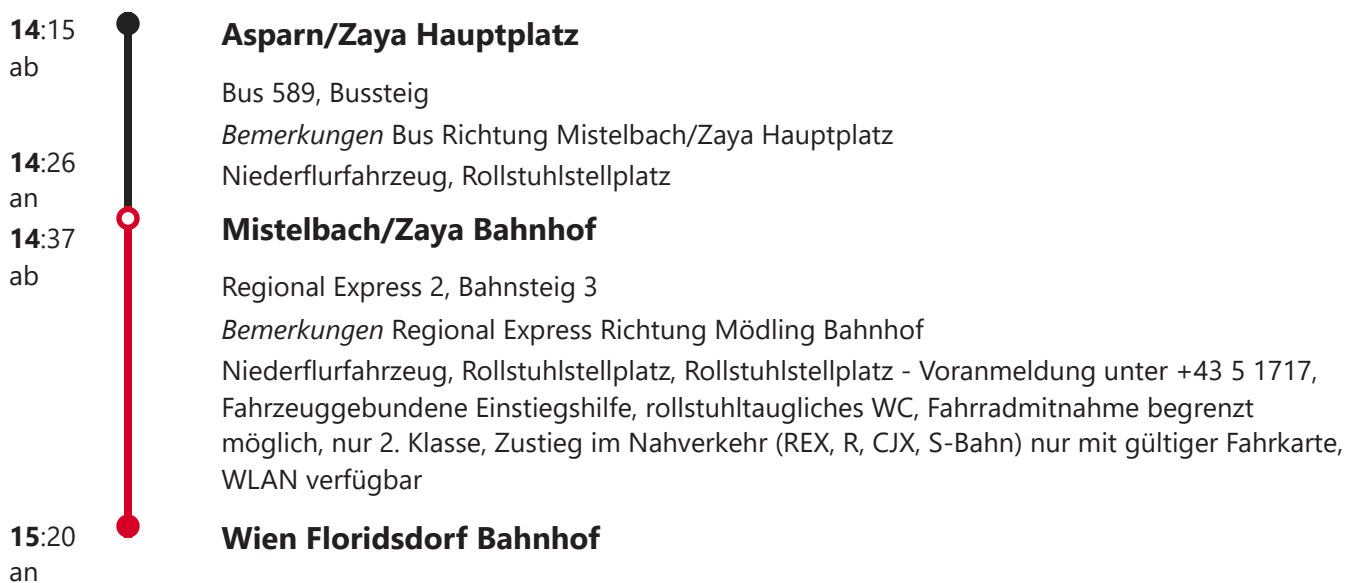 14:15
ab
Asparn/Zaya Hauptplatz
Bus 589, Bussteig
Bemerkungen Bus Richtung Mistelbach/Zaya Hauptplatz
14:26
an
Niederflurfahrzeug, Rollstuhlstellplatz
14:37
ab
Mistelbach/Zaya Bahnhof
Regional Express 2, Bahnsteig 3
Bemerkungen Regional Express Richtung Mödling Bahnhof
Niederflurfahrzeug, Rollstuhlstellplatz, Rollstuhlstellplatz - Voranmeldung unter +43 5 1717,
Fahrzeuggebundene Einstiegshilfe, rollstuhltaugliches WC, Fahrradmitnahme begrenzt
möglich, nur 2. Klasse, Zustieg im Nahverkehr (REX, R, CJX, S-Bahn) nur mit gültiger Fahrkarte,
WLAN verfügbar
15:20
an
Wien Floridsdorf Bahnhof